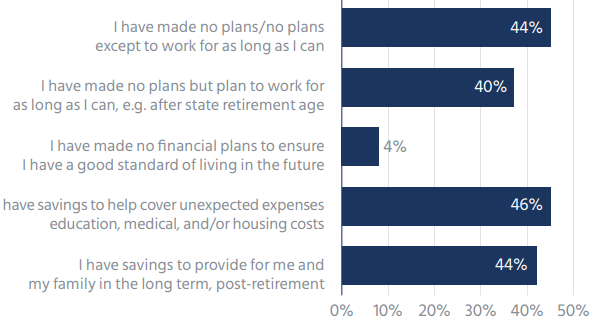 I have made no plans/no plans
except to work for as long as I can
44%
I have made no plans but plan to work for
as long as I can, e.g. after state retirement age
40%
I have made no financial plans to ensure
I have a good standard of living in the future
4%
have savings to help cover unexpected expenses
education, medical, and/or housing costs
46%
I have savings to provide for me and
my family in the long term, post-retirement
44%
0% 10% 20% 30% 40% 50%